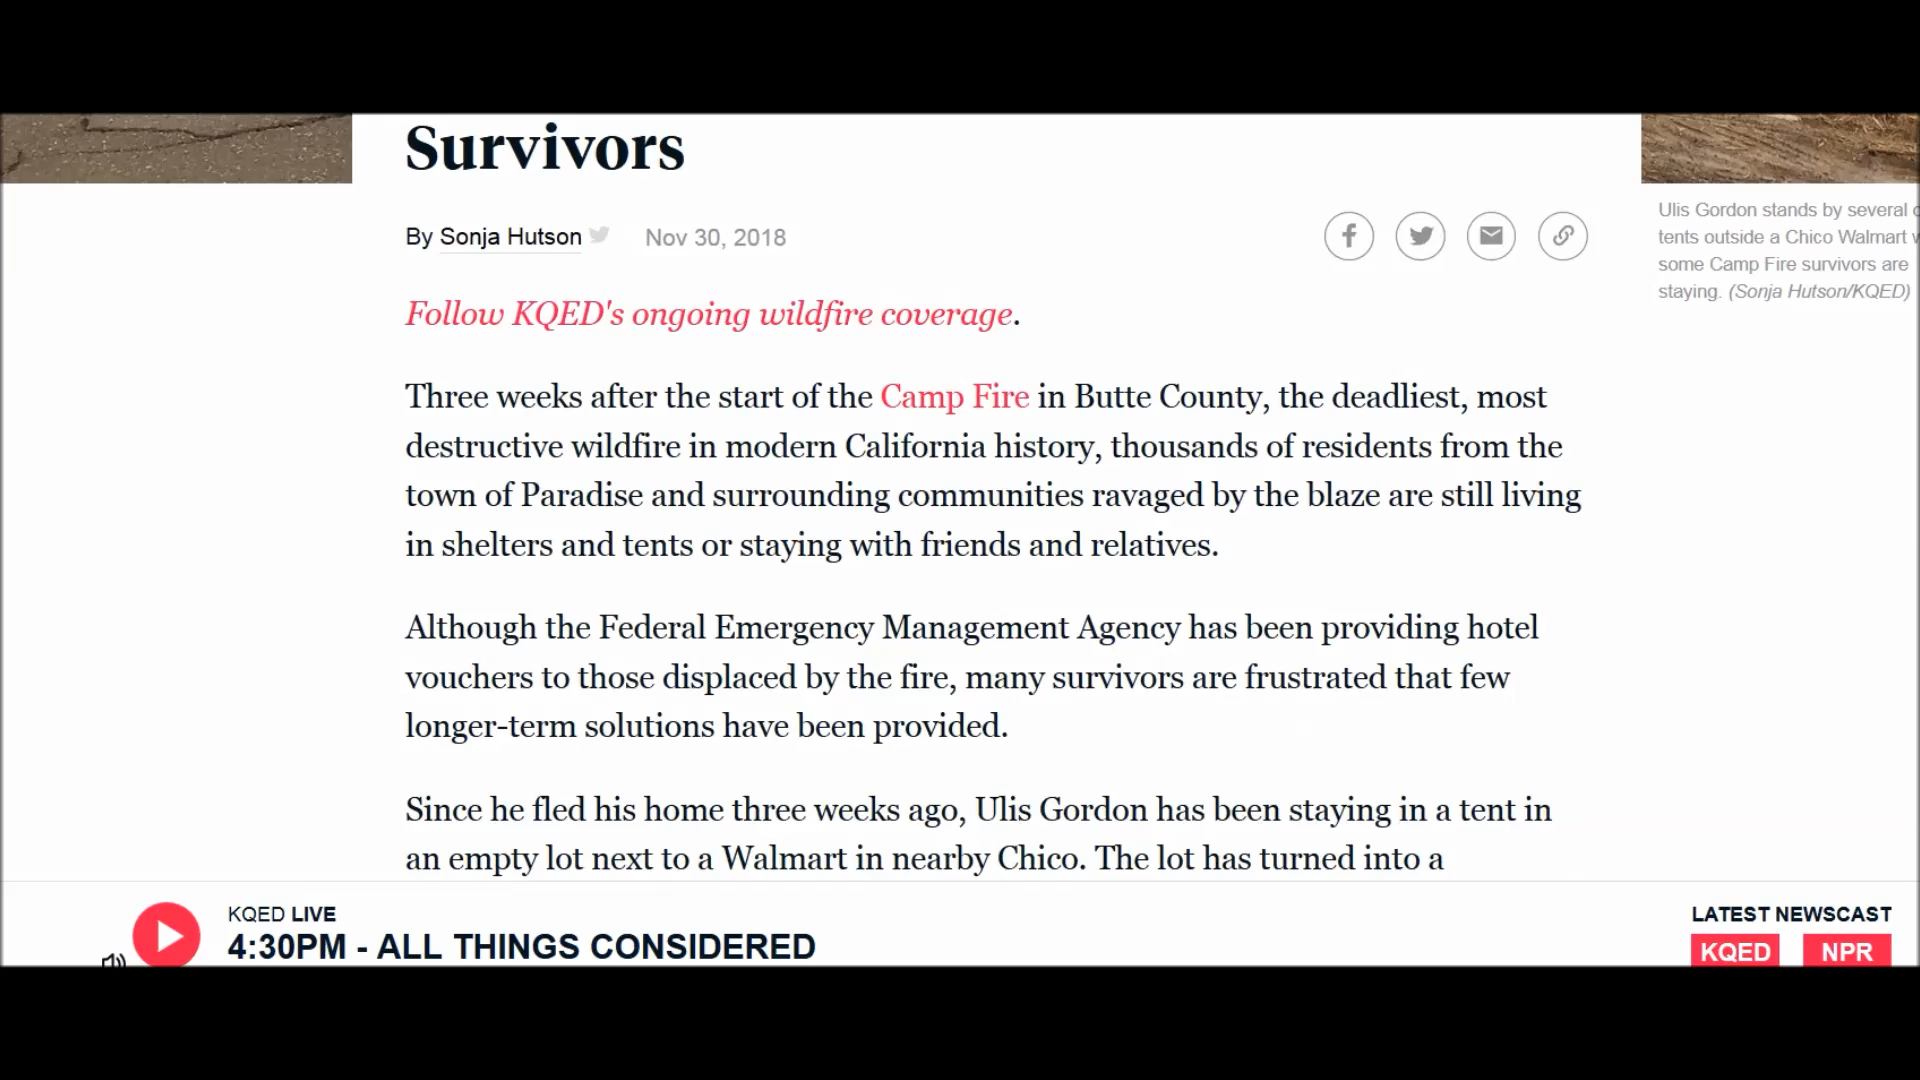 Survivors
By Sonja Hutson Nov 30, 2018
Follow KQED's ongoing wildfire coverage.
Three weeks after the start of the Camp Fire in Butte County, the deadliest, most
destructive wildfire in modern California history, thousands of residents from the
town of Paradise and surrounding communities ravaged by the blaze are still living
in shelters and tents or staying with friends and relatives.
Although the Federal Emergency Management Agency has been providing hotel
vouchers to those displaced by the fire, many survivors are frustrated that few
longer-term solutions have been provided.
Since he fled his home three weeks ago, Ulis Gordon has been staying in a tent in
an empty lot next to a Walmart in nearby Chico. The lot has turned into a
Ulis Gordon stands by several
tents outside a Chico Walmart
some Camp Fire survivors are
staying. (Sonja Hutson/KQED)
KQED LIVE
4:30PM - ALL THINGS CONSIDERED
LATEST NEWSCAST
KQED NPR